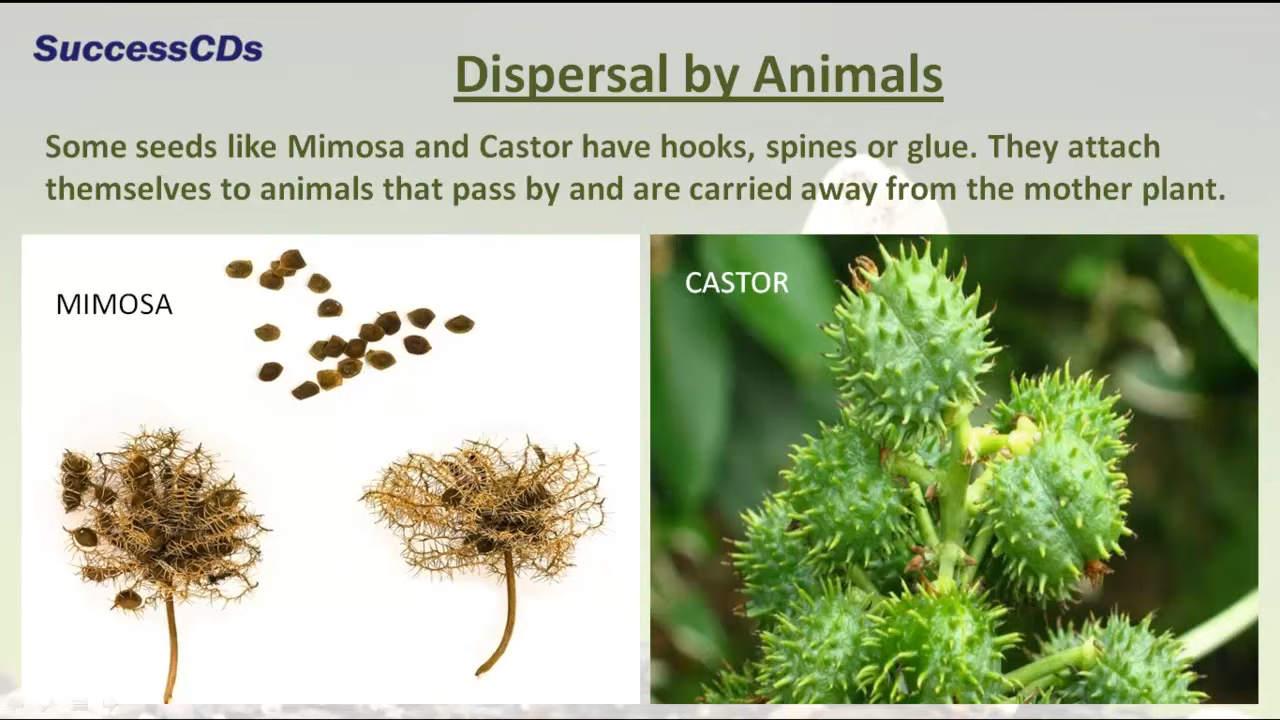 SuccessCDs
Dispersal by Animals
Some seeds like Mimosa and Castor have hooks, spines or glue. They attach
themselves to animals that pass by and are carried away from the mother plant.
MIMOSA
CASTOR